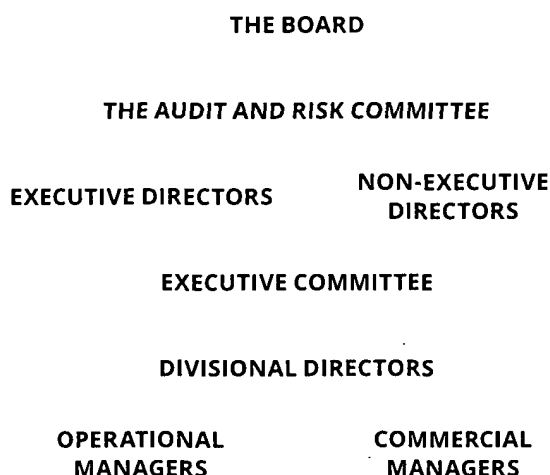 THE BOARD
THE AUDIT AND RISK COMMITTEE
EXECUTIVE DIRECTORS
NON-EXECUTIVE
DIRECTORS
EXECUTIVE COMMITTEE
DIVISIONAL DIRECTORS
OPERATIONAL
MANAGERS
COMMERCIAL
MANAGERS